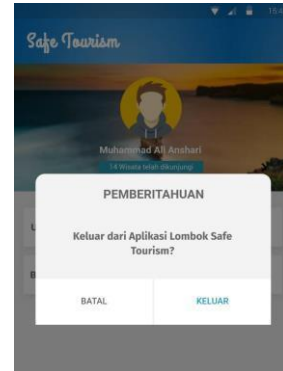 Safe Tourism
Muhammad Ali Anshari
14 Wisata telah dikunjungi
U
B
PEMBERITAHUAN
Keluar dari Aplikasi Lombok Safe
Tourism?
BATAL
KELUAR